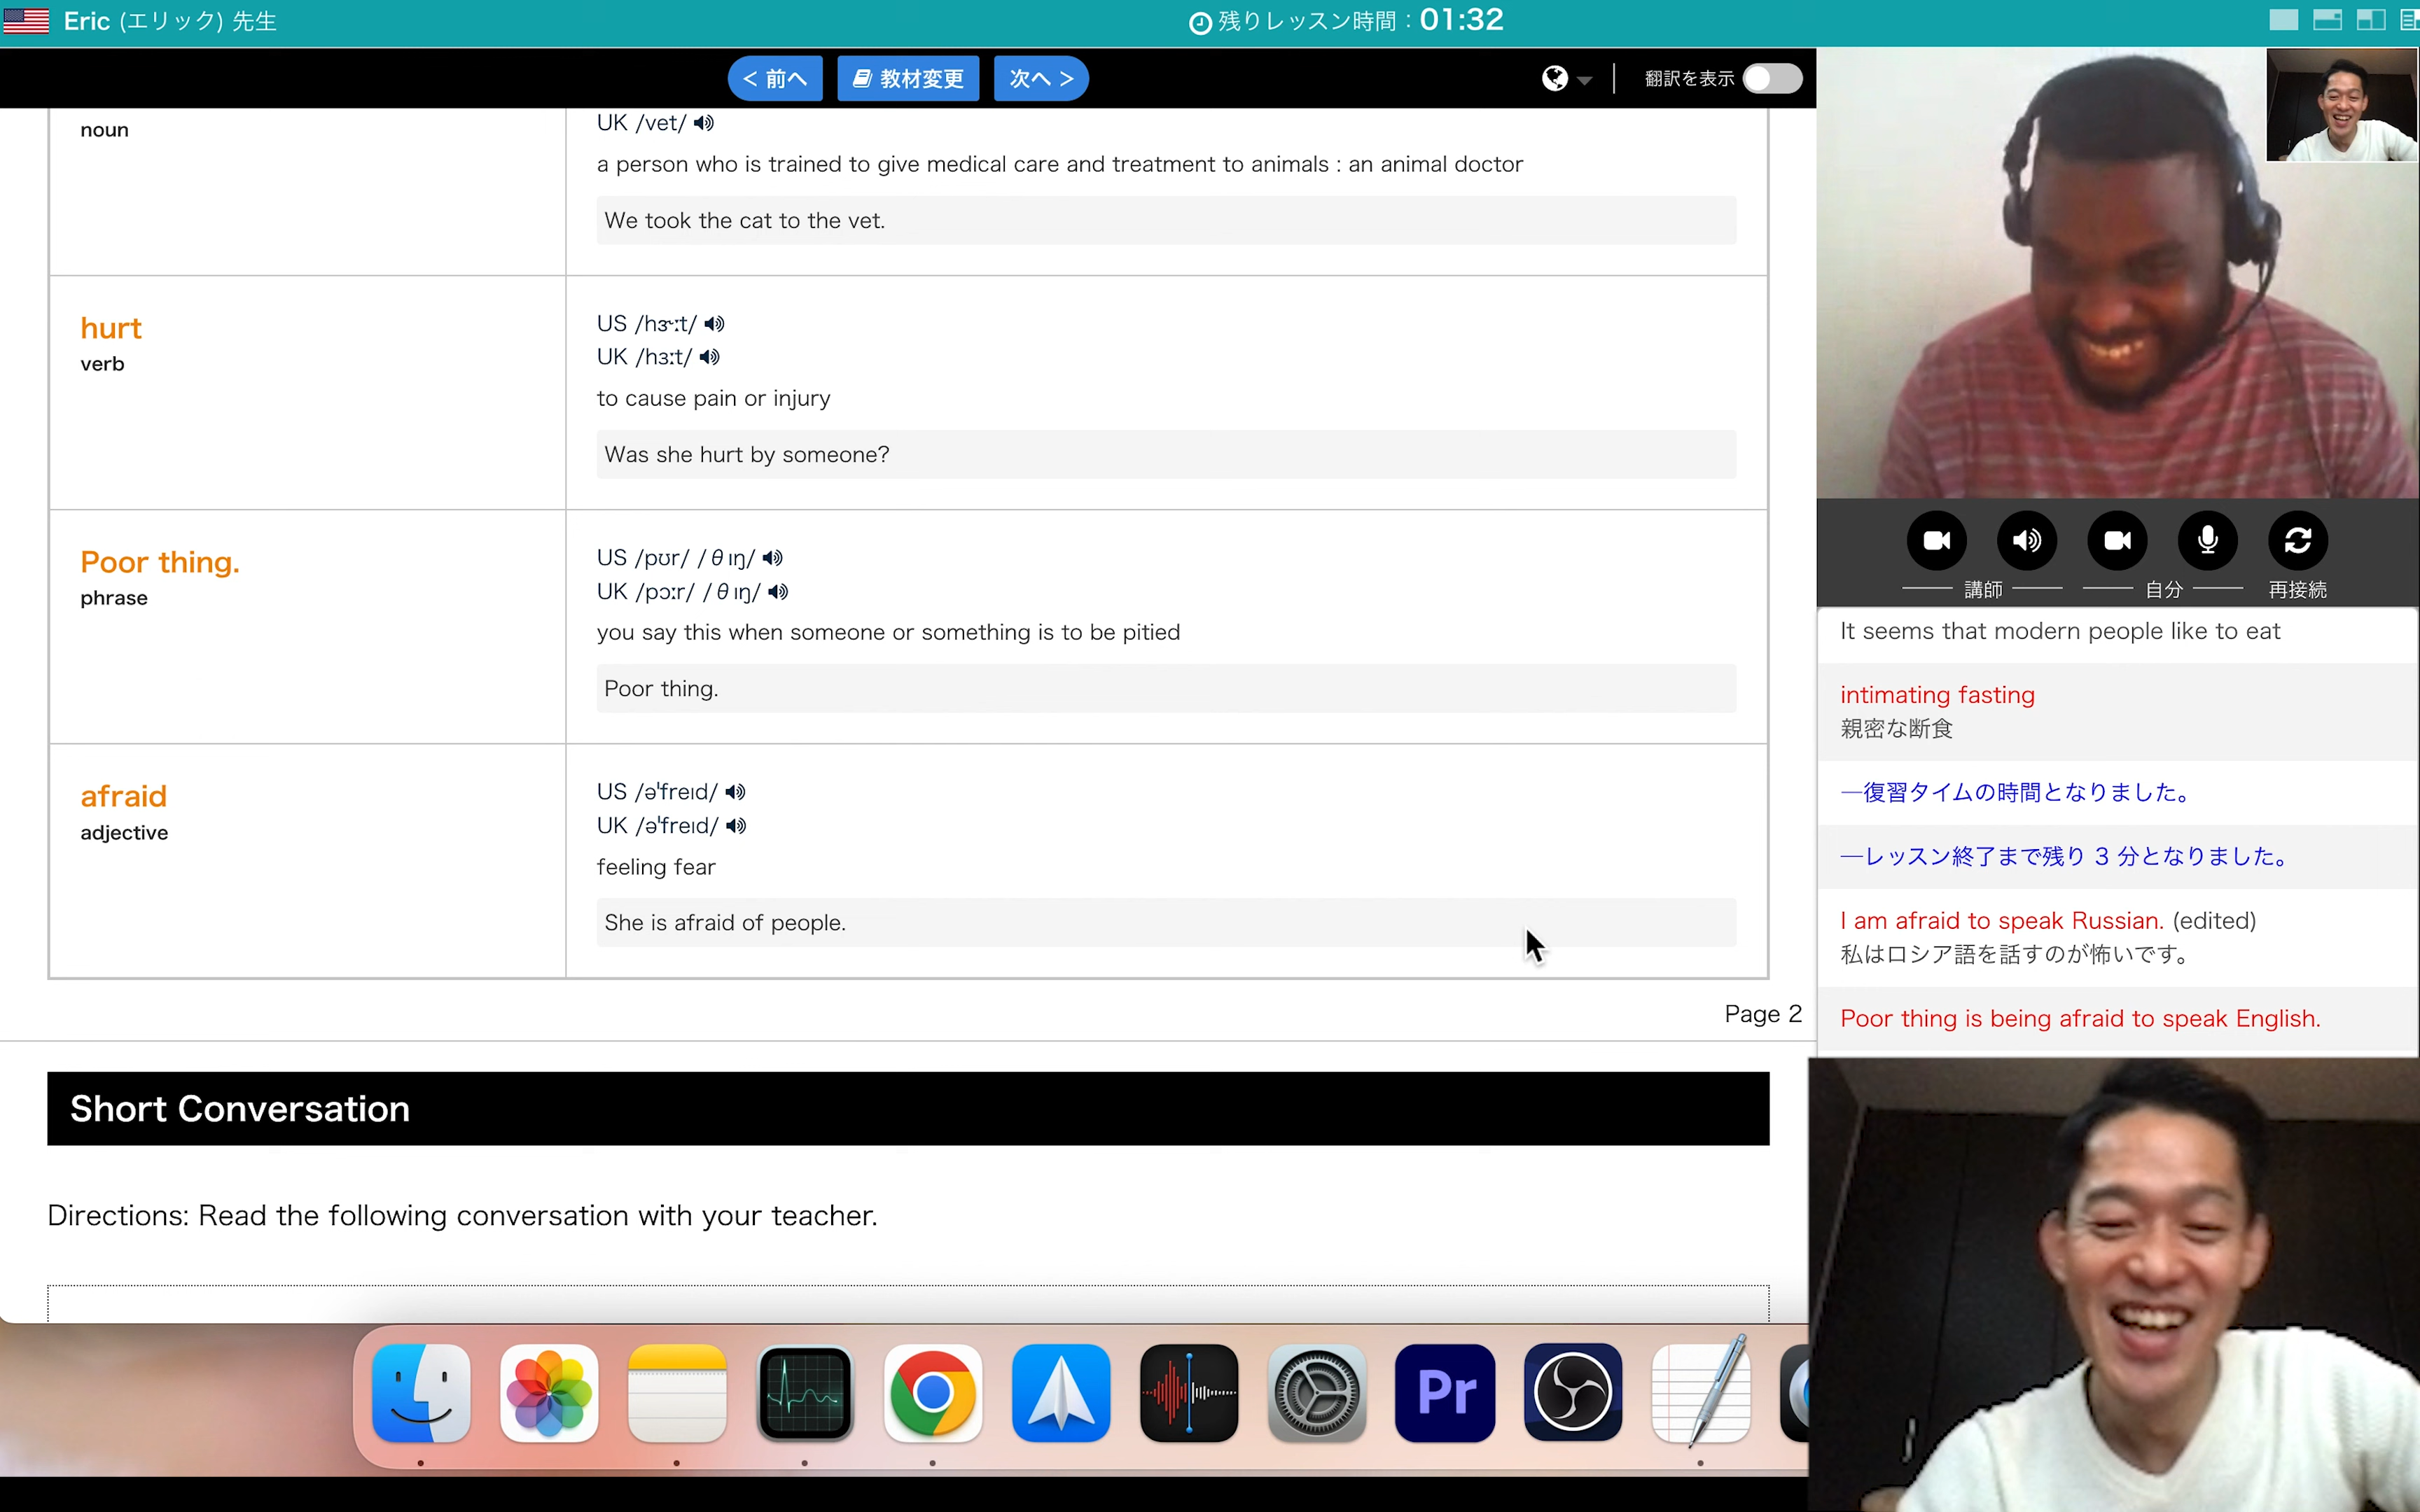 Eric (エリック) 先生
残りレッスン時間 : 01:32
< 前へ
教材変更
次へ >
翻訳を表示
noun
UK /vet/
a person who is trained to give medical care and treatment to animals : an animal doctor
We took the cat to the vet.
hurt
verb
US /hɝːt/
UK /hɜːt/
to cause pain or injury
Was she hurt by someone?
Poor thing.
phrase
US /pʊr/ /θɪŋ/
UK /pɔːr/ /θɪŋ/
you say this when someone or something is to be pitied
Poor thing.
afraid
adjective
US /əˈfreɪd/
UK /əˈfreɪd/
feeling fear
She is afraid of people.
Page 2
Short Conversation
Directions: Read the following conversation with your teacher.
講師
自分
再接続
It seems that modern people like to eat
intimating fasting
親密な断食
—復習タイムの時間となりました。
—レッスン終了まで残り 3 分となりました。
I am afraid to speak Russian. (edited)
私はロシア語を話すのが怖いです。
Poor thing is being afraid to speak English.
Pr